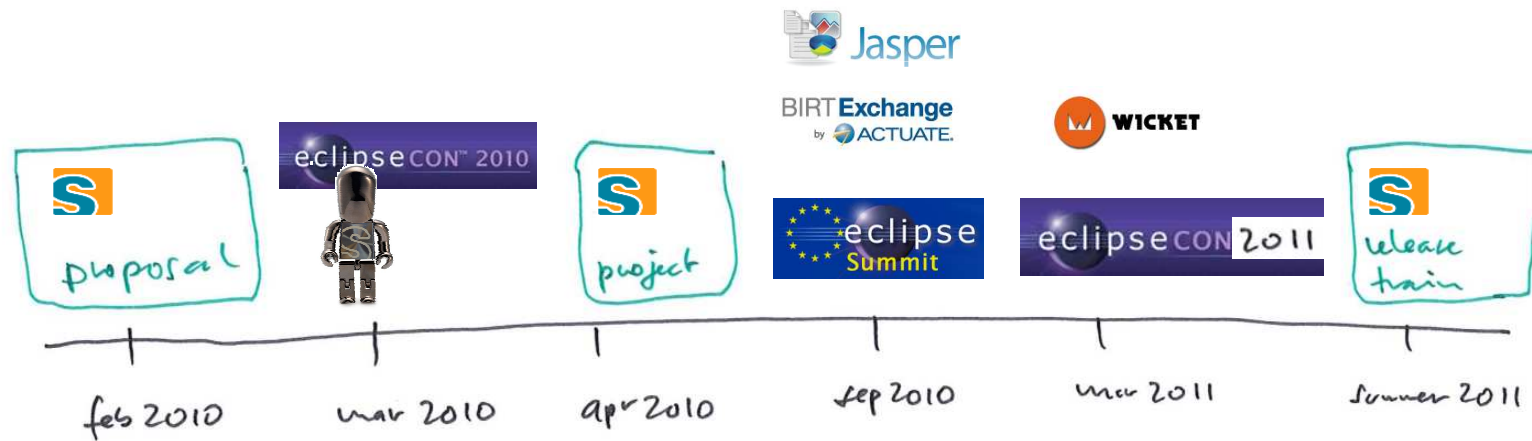 Jasper
BIRT Exchange
by ACTUATE.
WICKET
eclipseCON™ 2010
S
S
S
eclipse
Summit
eclipseCON 2011
proposal
project
release
train
feb 2010
mar 2010
apr 2010
sep 2010
mar 2011
summer 2011